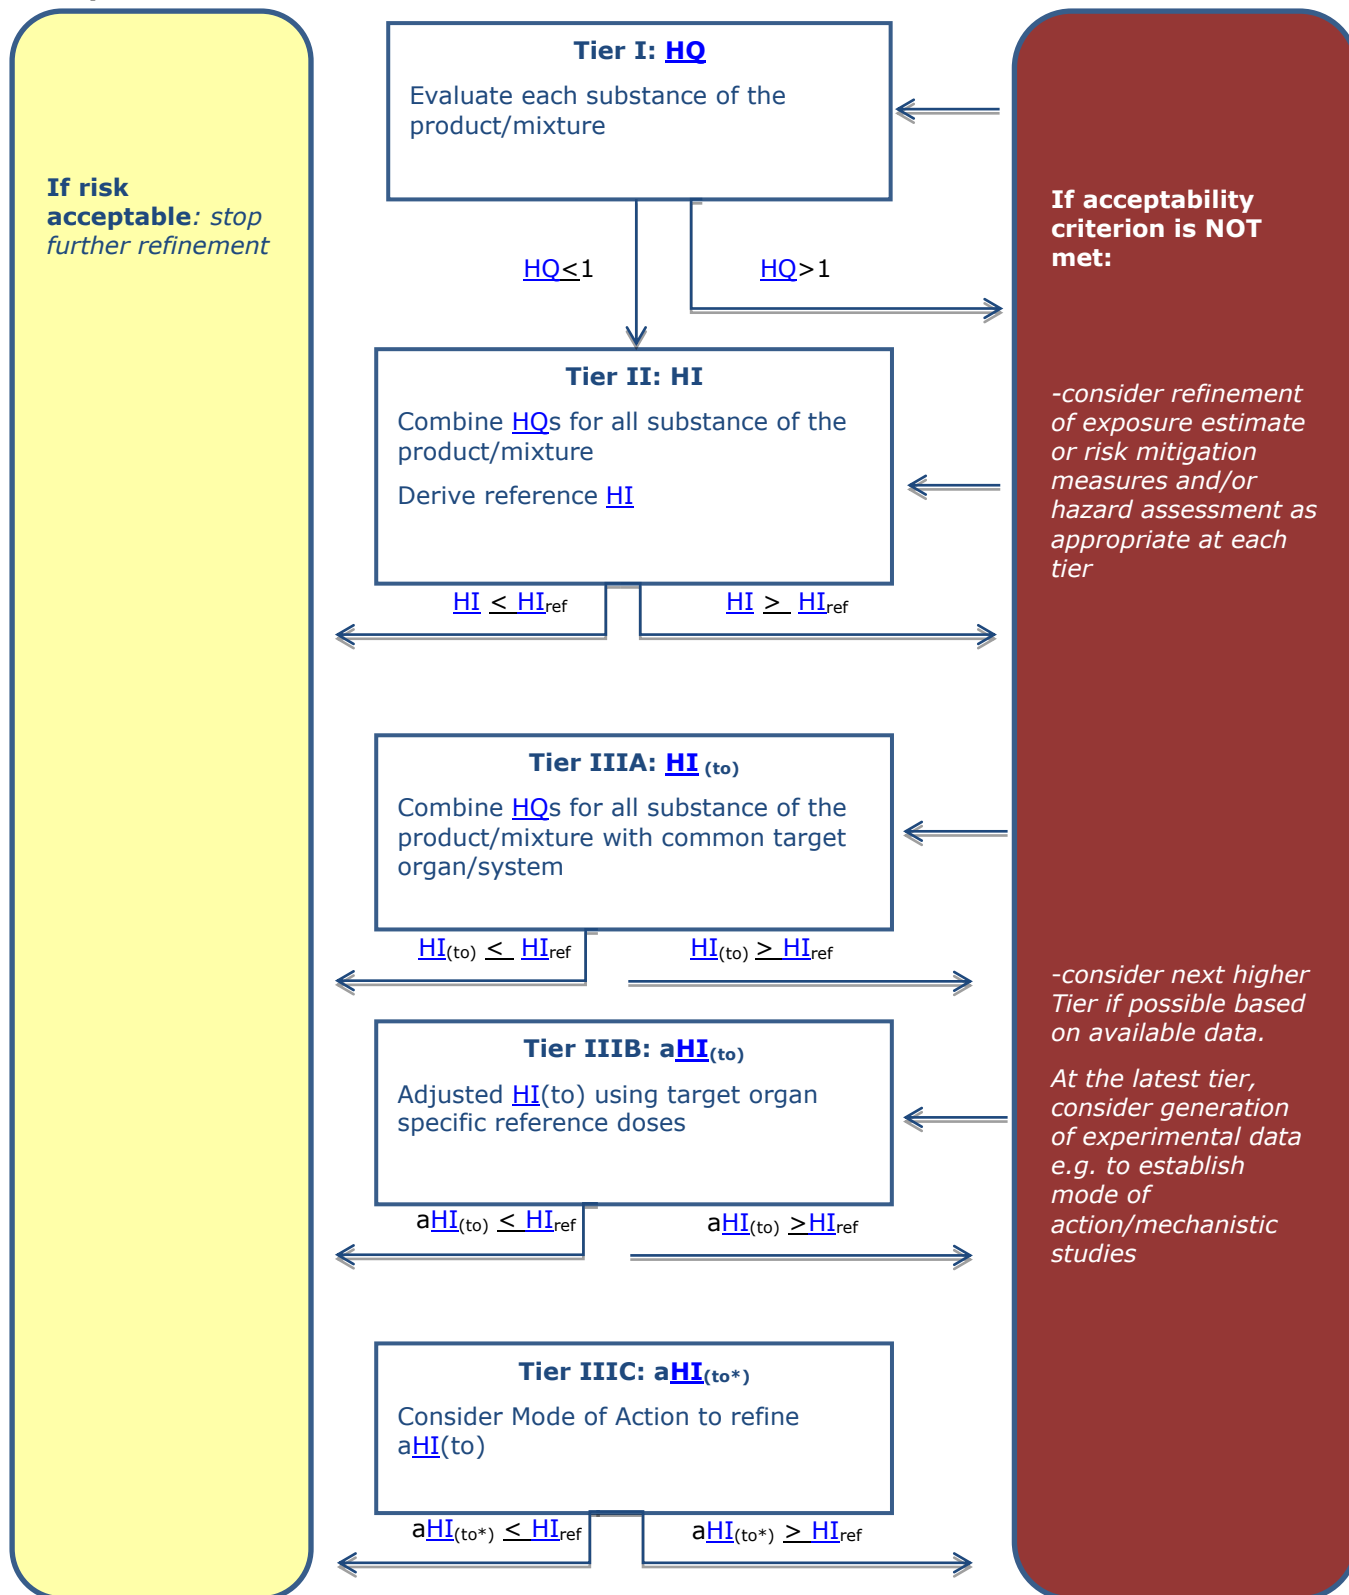 If risk
acceptable: stop
further refinement
Tier I: HQ
Evaluate each substance of the
product/mixture
HQ<1
HQ>1
Tier II: HI
Combine HQs for all substance of the
product/mixture
Derive reference HI
HI < HIref
HI > HIref
Tier IIIA: HI (to)
Combine HQs for all substance of the
product/mixture with common target
organ/system
HI(to) < HIref
HI(to) > HIref
Tier IIIB: aHI(to)
Adjusted HI(to) using target organ
specific reference doses
aHI(to) < HIref
aHI(to) >HIref
Tier IIIC: aHI(to*)
Consider Mode of Action to refine
aHI(to)
aHI(to*) < HIref
aHI(to*) > HIref
If acceptability
criterion is NOT
met:
-consider refinement
of exposure estimate
or risk mitigation
measures and/or
hazard assessment as
appropriate at each
tier
-consider next higher
Tier if possible based
on available data.
At the latest tier,
consider generation
of experimental data
e.g. to establish
mode of
action/mechanistic
studies